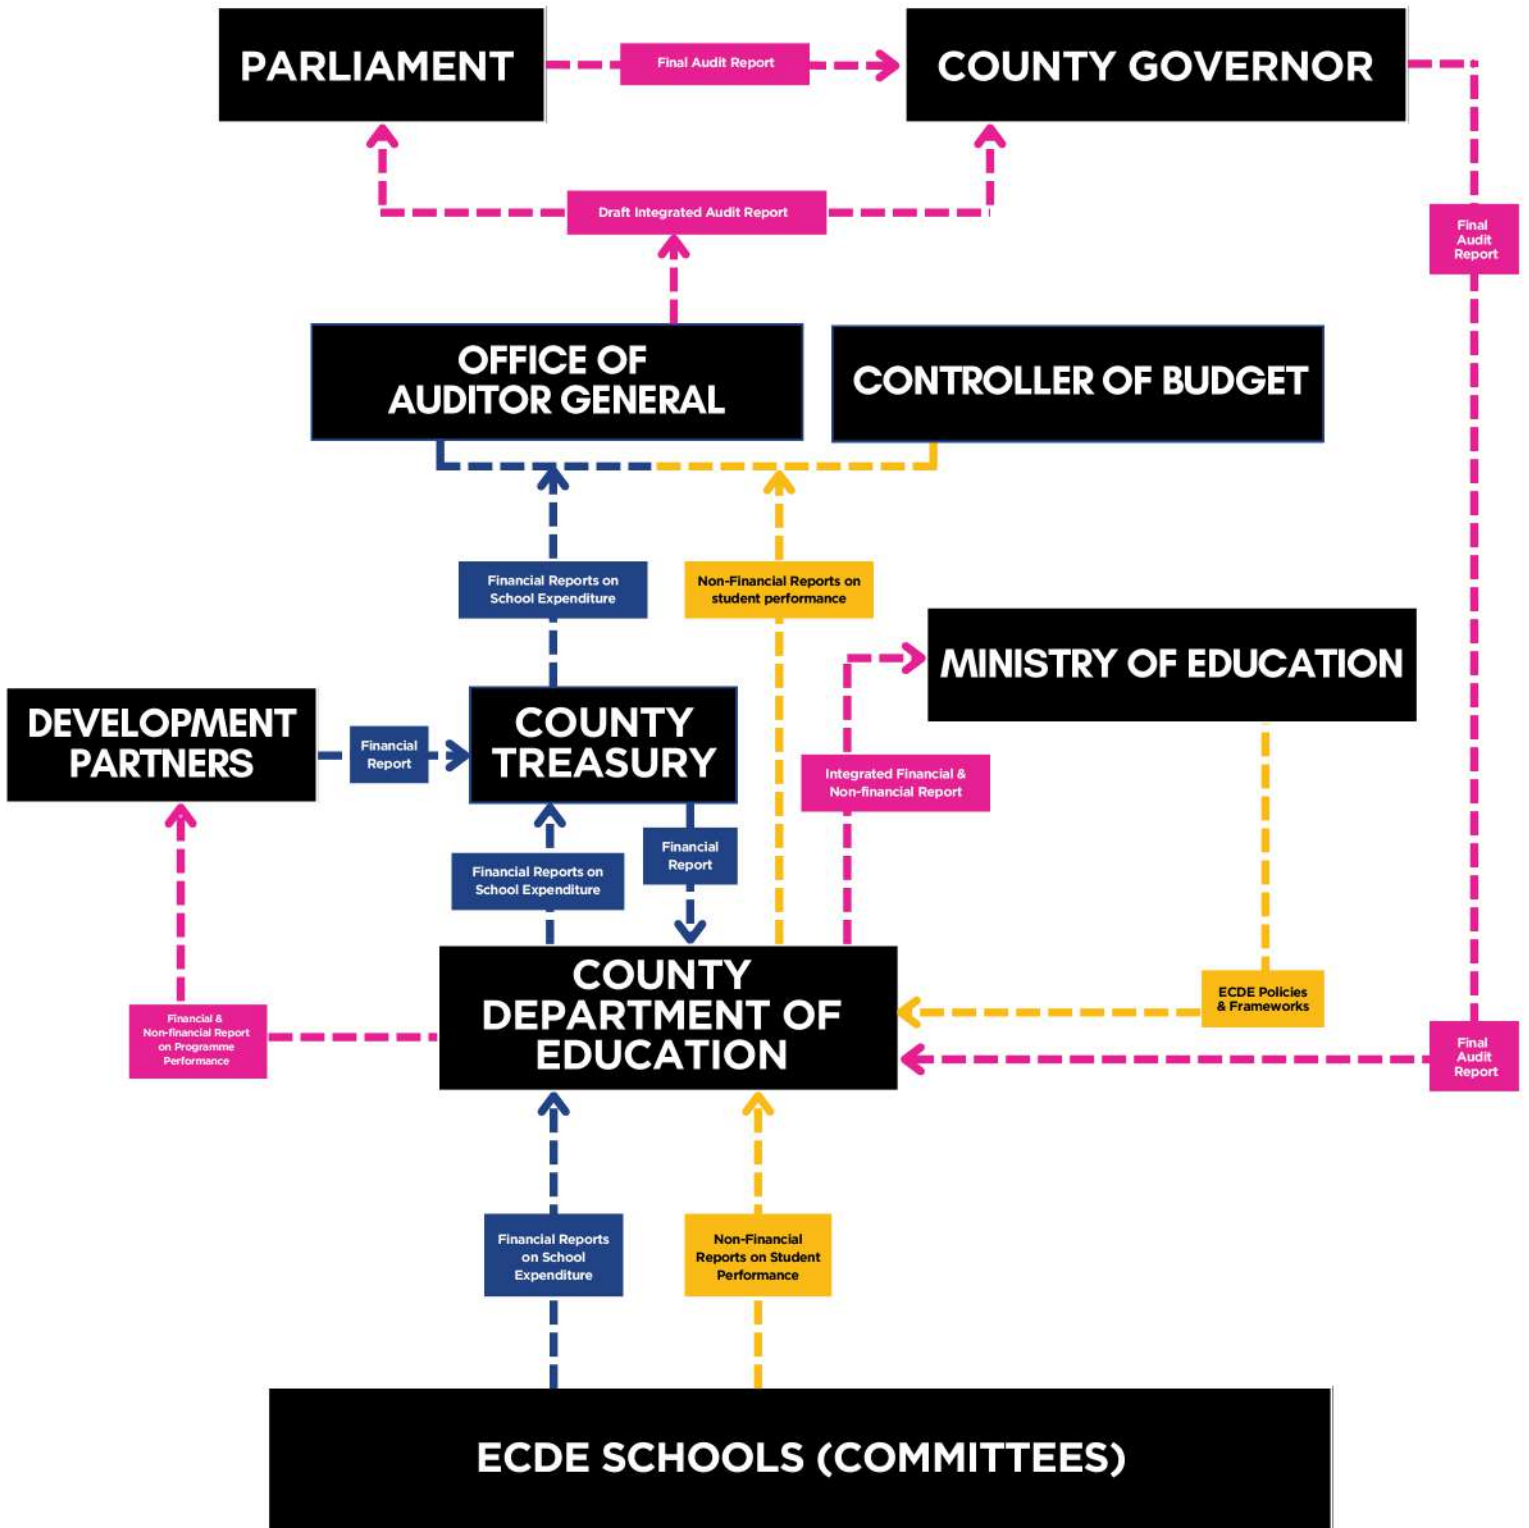 PARLIAMENT
Final Audit Report
COUNTY GOVERNOR
Draft Integrated Audit Report
Final
Audit
Report
OFFICE OF
AUDITOR GENERAL
CONTROLLER OF BUDGET
Financial Reports on
School Expenditure
Non-Financial Reports on
student performance
MINISTRY OF EDUCATION
DEVELOPMENT
PARTNERS
Financial
Report
COUNTY
TREASURY
Integrated Financial &
Non-financial Report
Financial Reports on
School Expenditure
Financial
Report
COUNTY
DEPARTMENT OF
EDUCATION
ECDE Policies
& Frameworks
Financial &
Non-financial Report
on Programme
Performance
Final
Audit
Report
Financial Reports
on School
Expenditure
Non-Financial
Reports on Student
Performance
ECDE SCHOOLS (COMMITTEES)